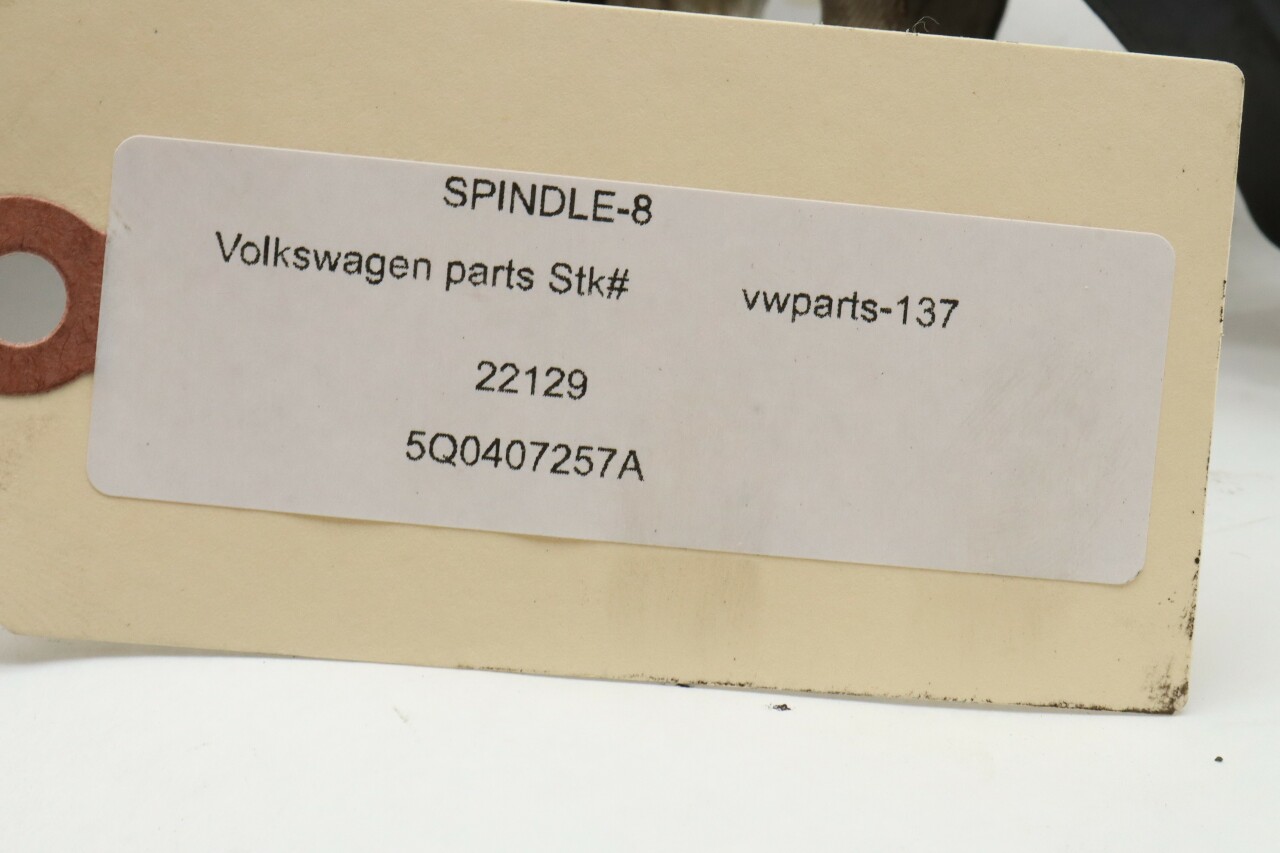 SPINDLE-8
Volkswagen parts Stk# vwparts-137
22129
5Q0407257A